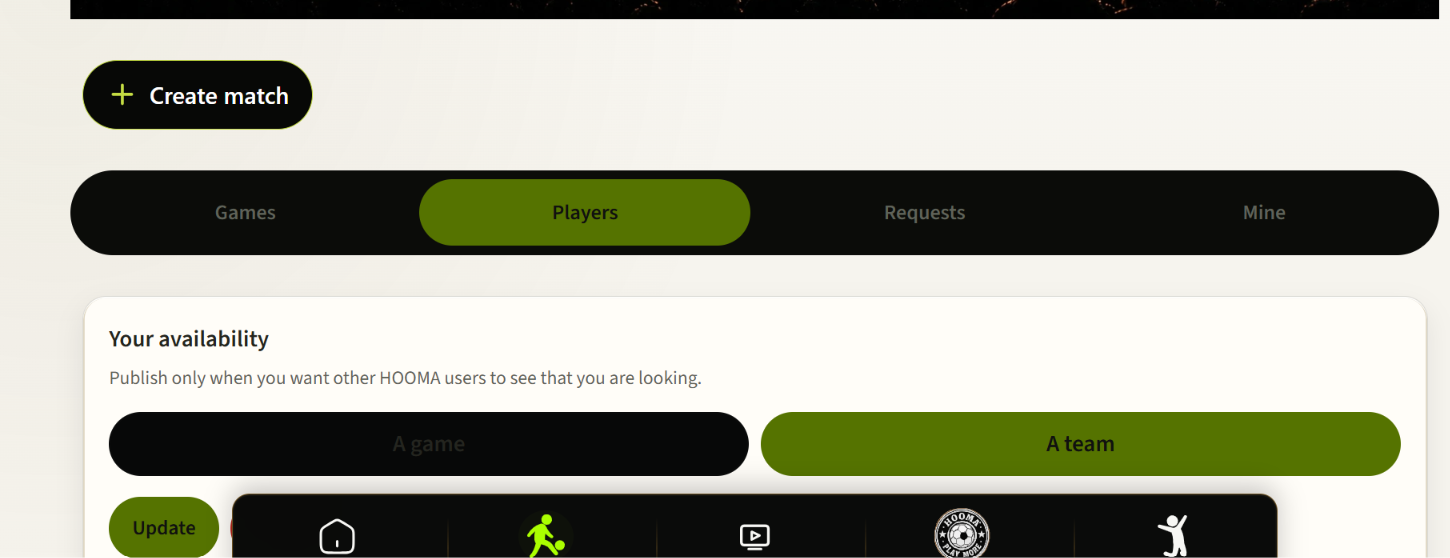 Create match
Games Players Requests Mine
Your availability
Publish only when you want other HOOMA users to see that you are looking.
A game A team
Update
HOOMA
PLAY MORE